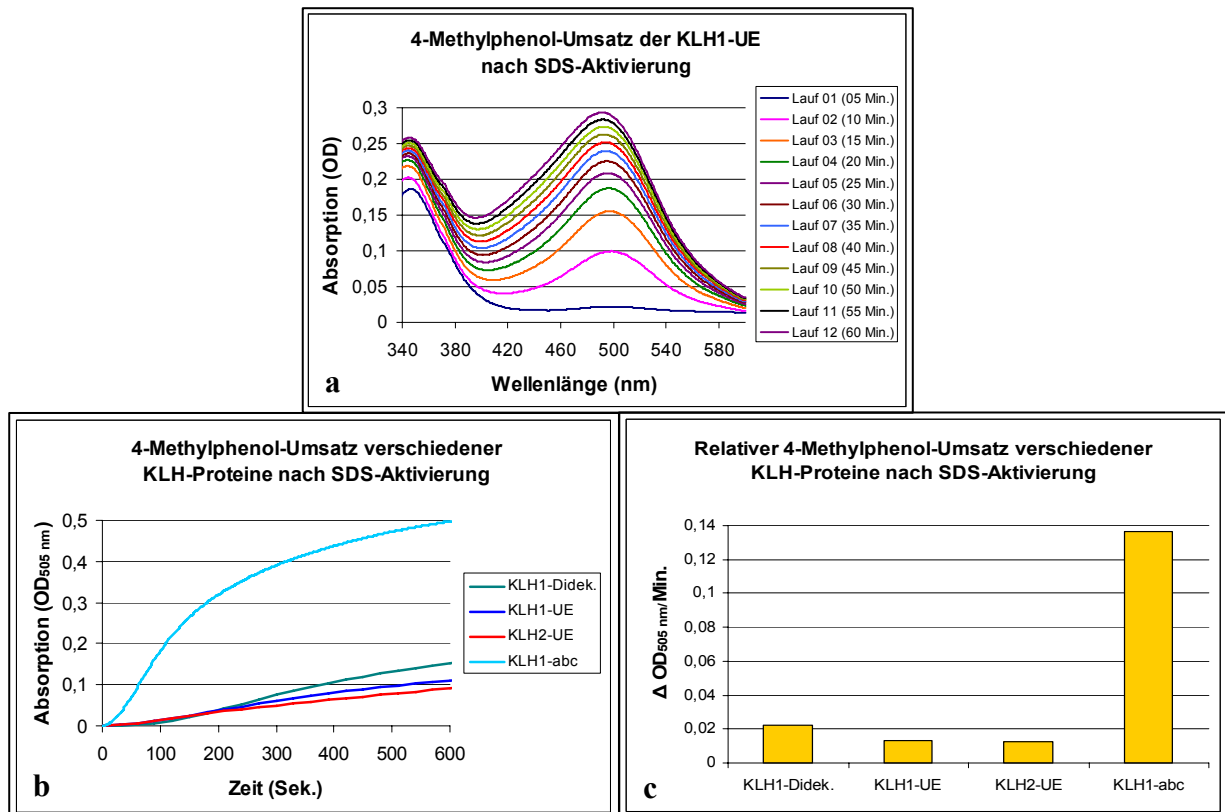 4-Methylphenol-Umsatz der KLH1-UE
nach SDS-Aktivierung
Absorption (OD)
0,3
0,25
0,2
0,15
0,1
0,05
0
340 380 420 460 500 540 580
Wellenlänge (nm)
Lauf 01 (05 Min.)
Lauf 02 (10 Min.)
Lauf 03 (15 Min.)
Lauf 04 (20 Min.)
Lauf 05 (25 Min.)
Lauf 06 (30 Min.)
Lauf 07 (35 Min.)
Lauf 08 (40 Min.)
Lauf 09 (45 Min.)
Lauf 10 (50 Min.)
Lauf 11 (55 Min.)
Lauf 12 (60 Min.)
a
4-Methylphenol-Umsatz verschiedener
KLH-Proteine nach SDS-Aktivierung
Absorption (OD505 nm)
0,5
0,4
0,3
0,2
0,1
0
0 100 200 300 400 500 600
Zeit (Sek.)
KLH1-Didek.
KLH1-UE
KLH2-UE
KLH1-abc
b
Relativer 4-Methylphenol-Umsatz verschiedener
KLH-Proteine nach SDS-Aktivierung
Δ OD505 nm/Min.
0,14
0,12
0,1
0,08
0,06
0,04
0,02
0
KLH1-Didek. KLH1-UE KLH2-UE KLH1-abc
c